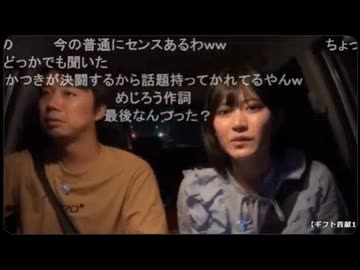 の 今の普通にセンスあるわww ちょっ
どっかでも聞いた
かつきが決闘するから話題持ってかれてるやんw
めじろう作詞
最後なんづった？
【ギフト貢献1